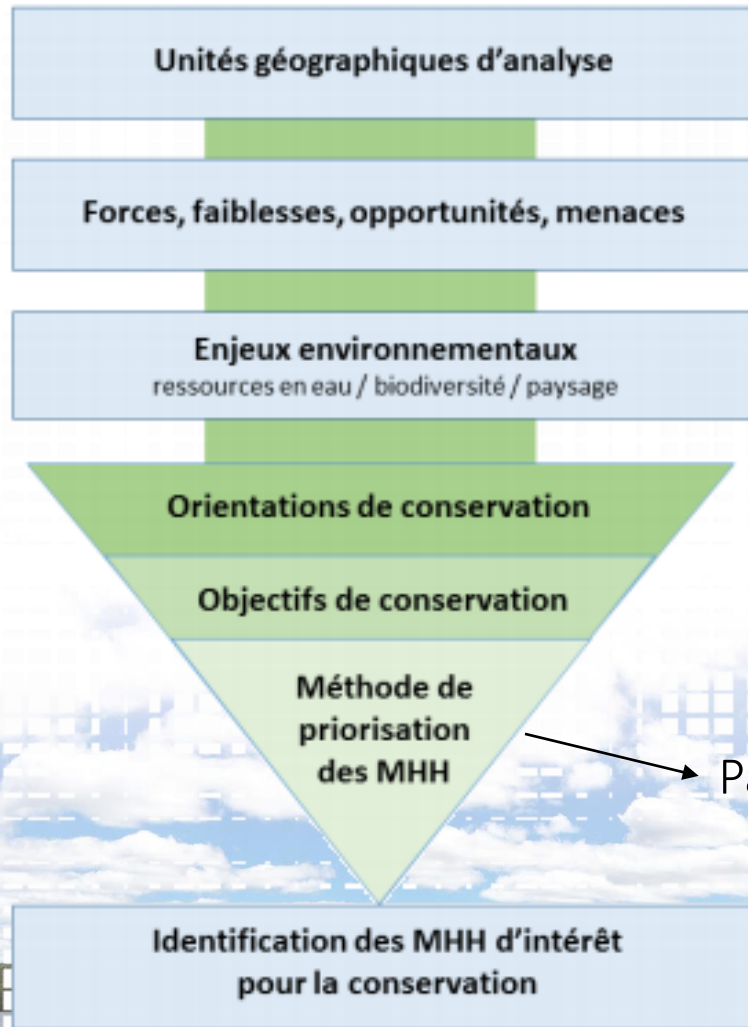 Unités géographiques d'analyse
Forces, faiblesses, opportunités, menaces
Enjeux environnementaux
ressources en eau / biodiversité / paysage
Orientations de conservation
Objectifs de conservation
Méthode de
priorisation
des MHH
Identification des MHH d'intérêt
pour la conservation